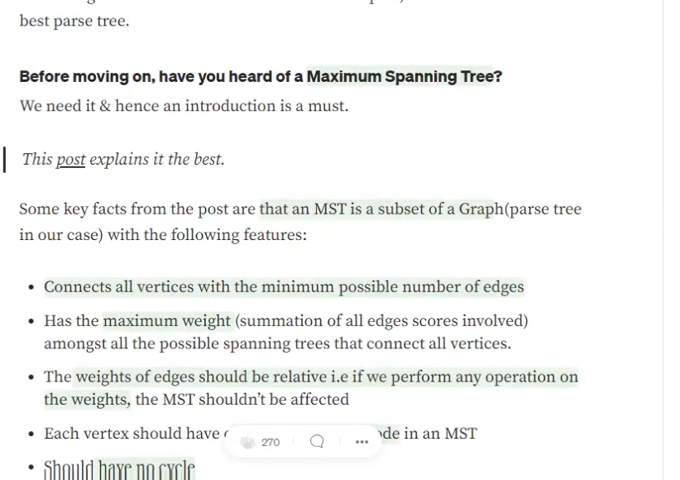 best parse tree.
Before moving on, have you heard of a Maximum Spanning Tree?
We need it & hence an introduction is a must.
This post explains it the best.
Some key facts from the post are that an MST is a subset of a Graph(parse tree
in our case) with the following features:
• Connects all vertices with the minimum possible number of edges
• Has the maximum weight (summation of all edges scores involved)
amongst all the possible spanning trees that connect all vertices.
• The weights of edges should be relative i.e if we perform any operation on
the weights, the MST shouldn't be affected
• Each vertex should have in an MST
270
• Should have no cycle